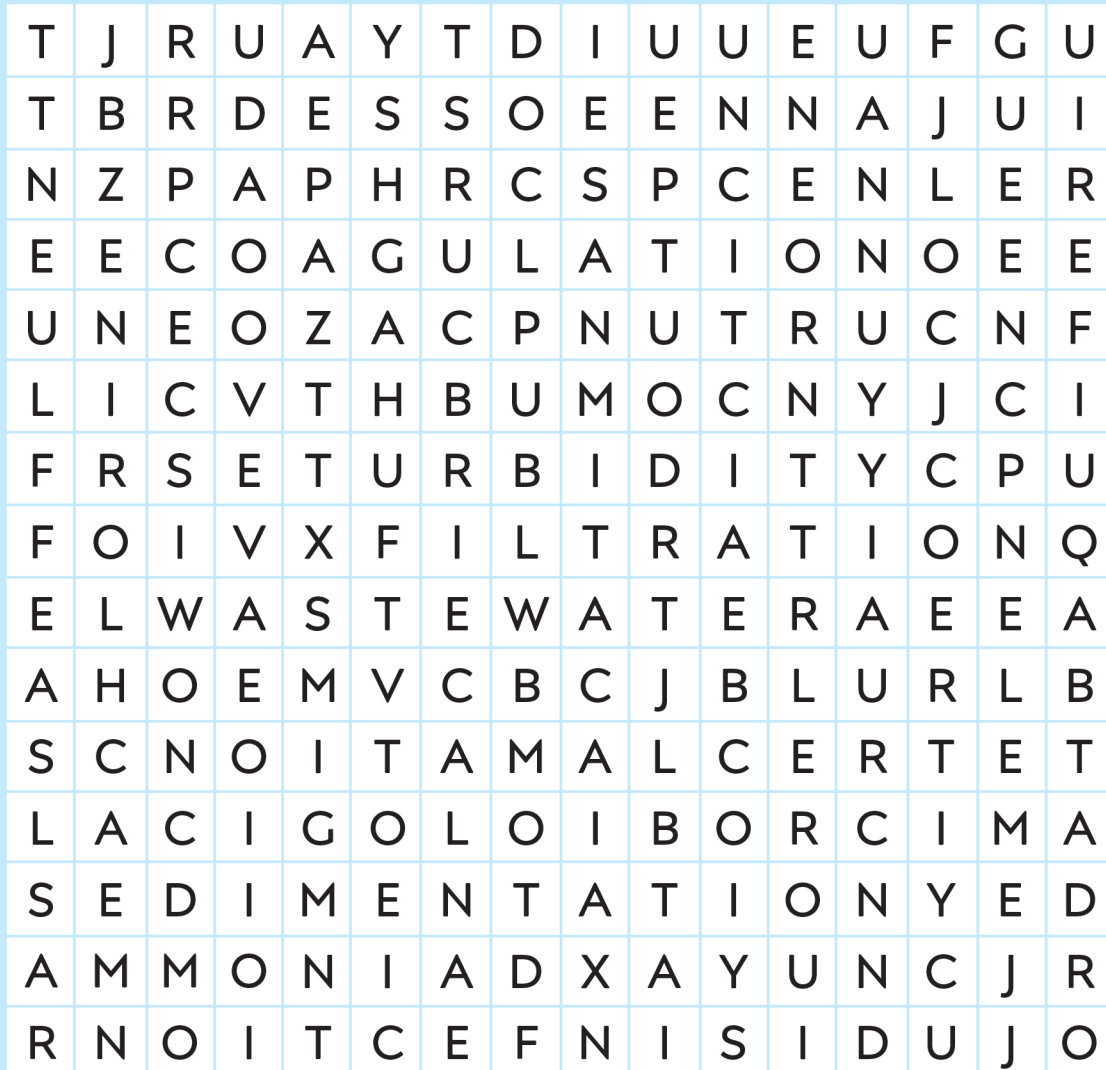 T J R U A Y T D I U U E U F G U
T B R D E S S O E E N N A J U I
N Z P A P H R C S P C E N L E R
E E C O A G U L A T I O N O E E
U N E O Z A C P N U T R U C N F
L I C V T H B U M O C N Y J C I
F R S E T U R B I D I T Y C P U
F O I V X F I L T R A T I O N Q
E L W A S T E W A T E R A E E A
A H O E M V C B C J B L U R L B
S C N O I T A M A L C E R T E T
L A C I G O L O I B O R C I M A
S E D I M E N T A T I O N Y E D
A M M O N I A D X A Y U N C J R
R N O I T C E F N I S I D U J O